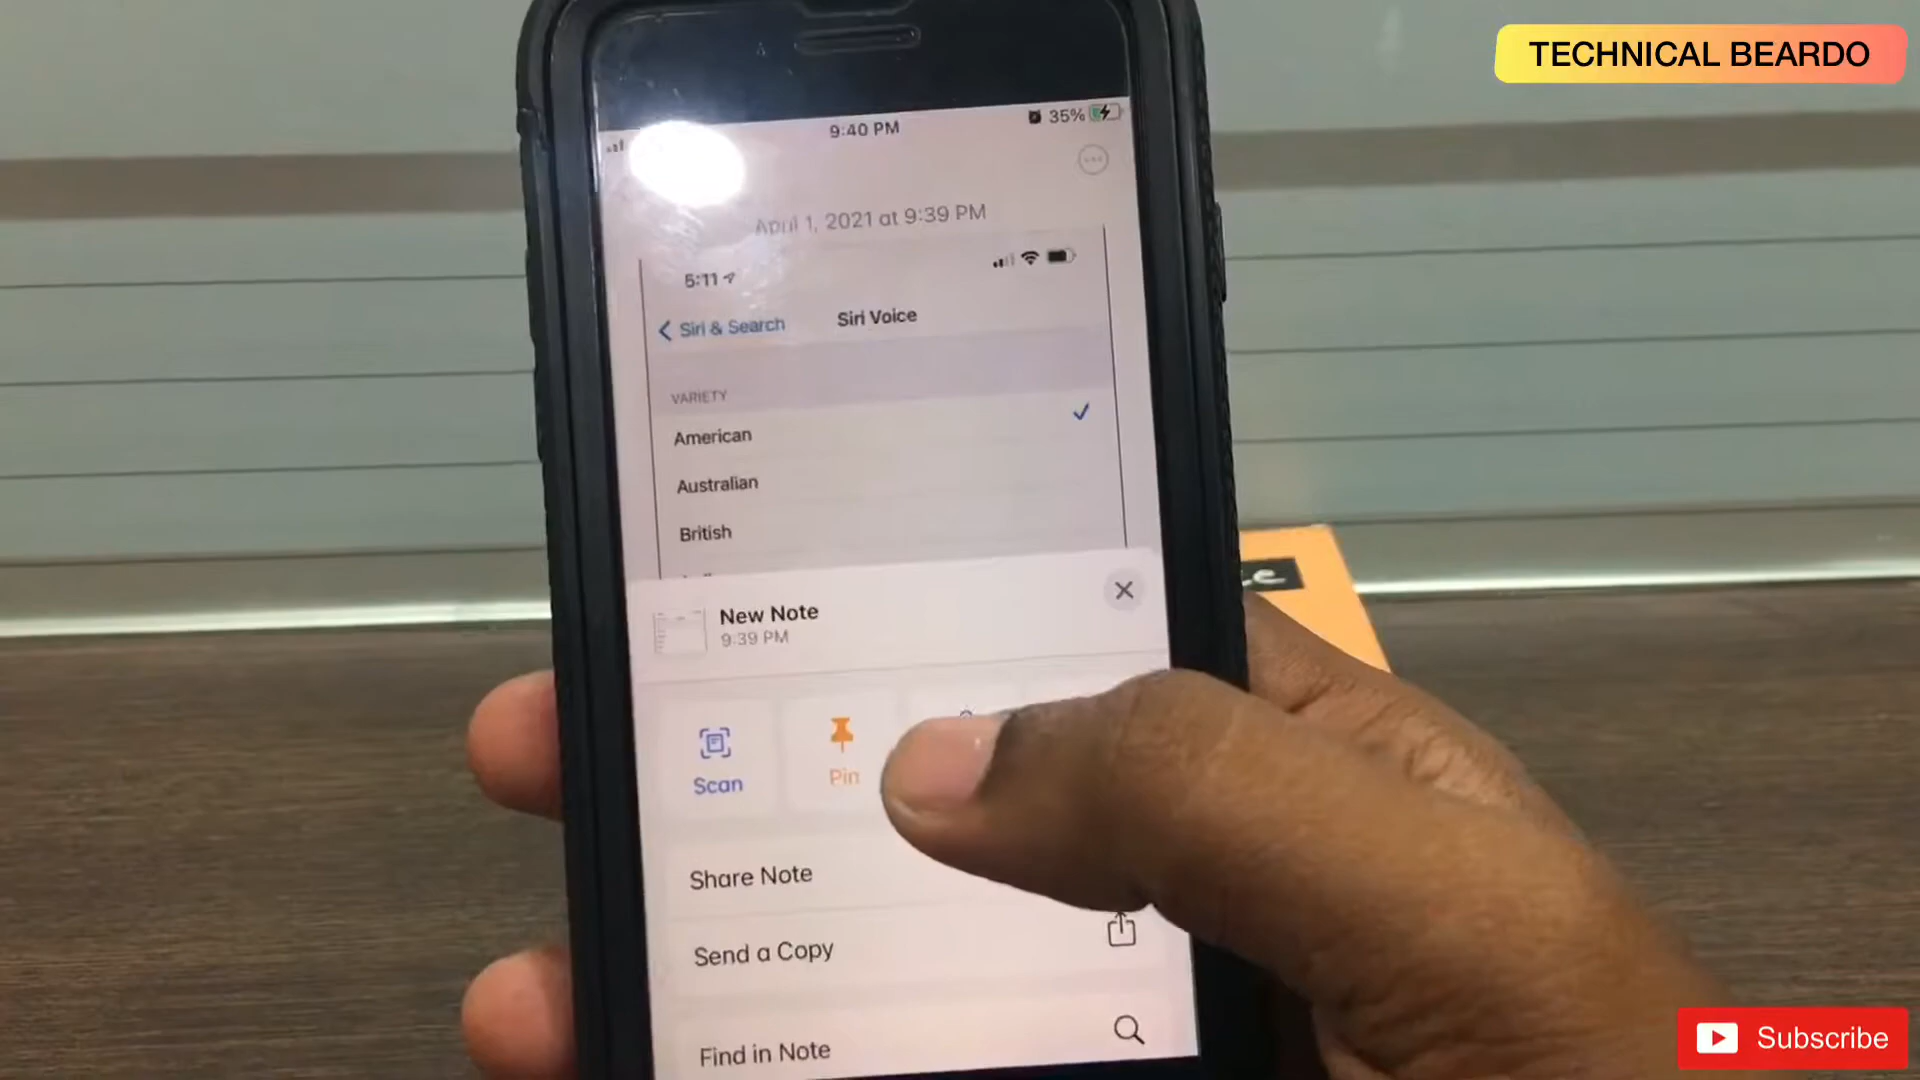 TECHNICAL BEARDO
9:40 PM
35%
April 1, 2021 at 9:39 PM
5:11
Siri & Search
Siri Voice
VARIETY
American
Australian
British
New Note
9:39 PM
Scan
Pin
Share Note
Send a Copy
Find in Note
Subscribe